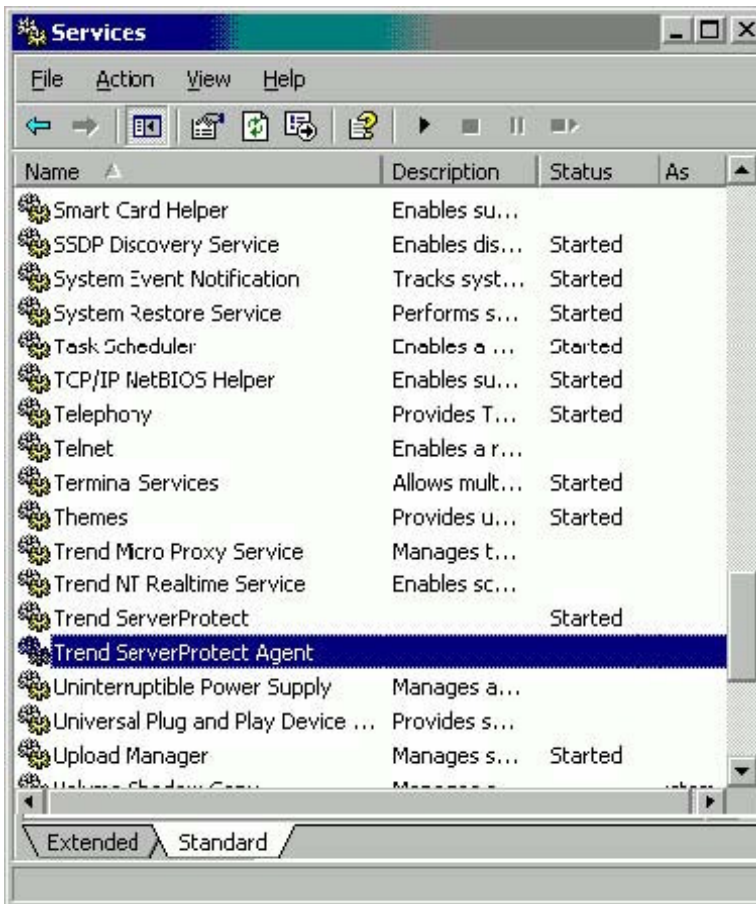 Services
File Action View Help
Name Description Status As
Smart Card Helper Enables su...
SSDP Discovery Service Enables dis... Started
System Event Notification Tracks syst... Started
System Restore Service Performs s... Started
Task Scheduler Enables a ... Started
TCP/IP NetBIOS Helper Enables su... Started
Telephony Provides T... Started
Telnet Enables a r...
Terminal Services Allows mult... Started
Themes Provides u... Started
Trend Micro Proxy Service Manages t...
Trend NT Realtime Service Enables sc...
Trend ServerProtect Started
Trend ServerProtect Agent
Uninterruptible Power Supply Manages a...
Universal Plug and Play Device ... Provides s...
Upload Manager Manages s... Started
Volume Shadow Copy
Extended Standard